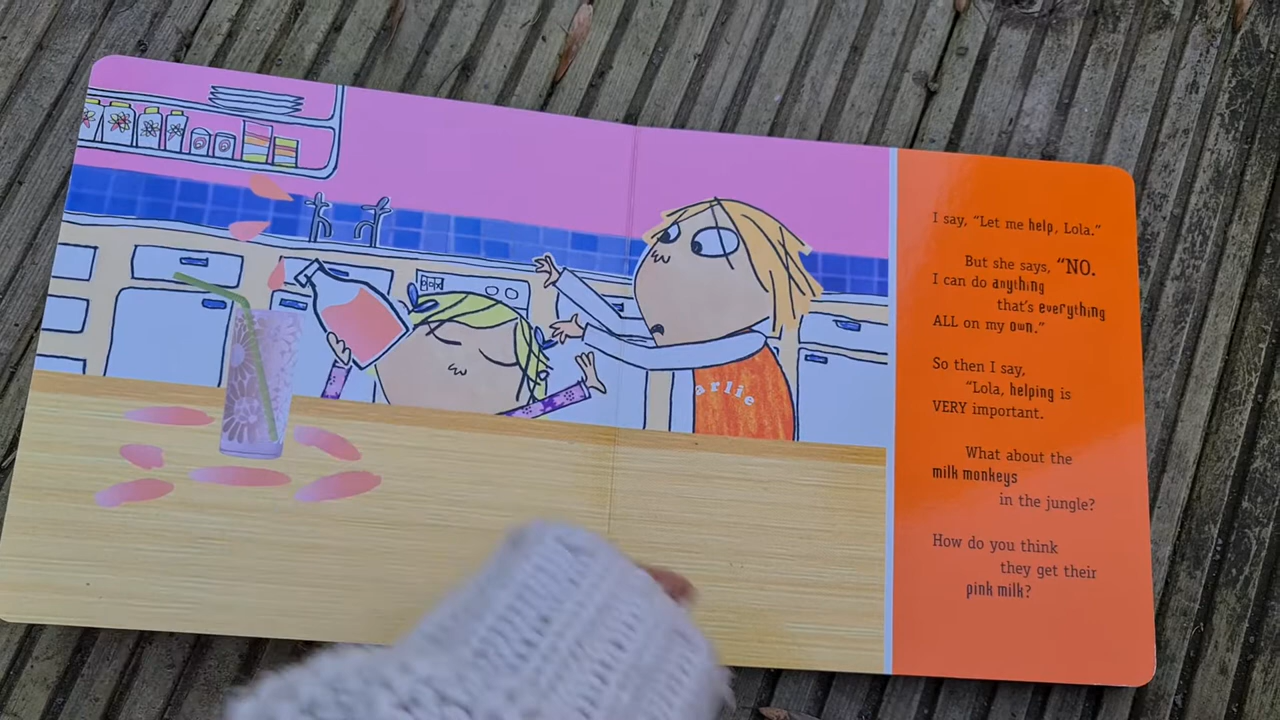 arlie
I say, “Let me help, Lola.”
But she says, “NO.
I can do anything
that’s everything
ALL on my own.”
So then I say,
“Lola, helping is
VERY important.
What about the
milk monkeys
in the jungle?
How do you think
they get their
pink milk?